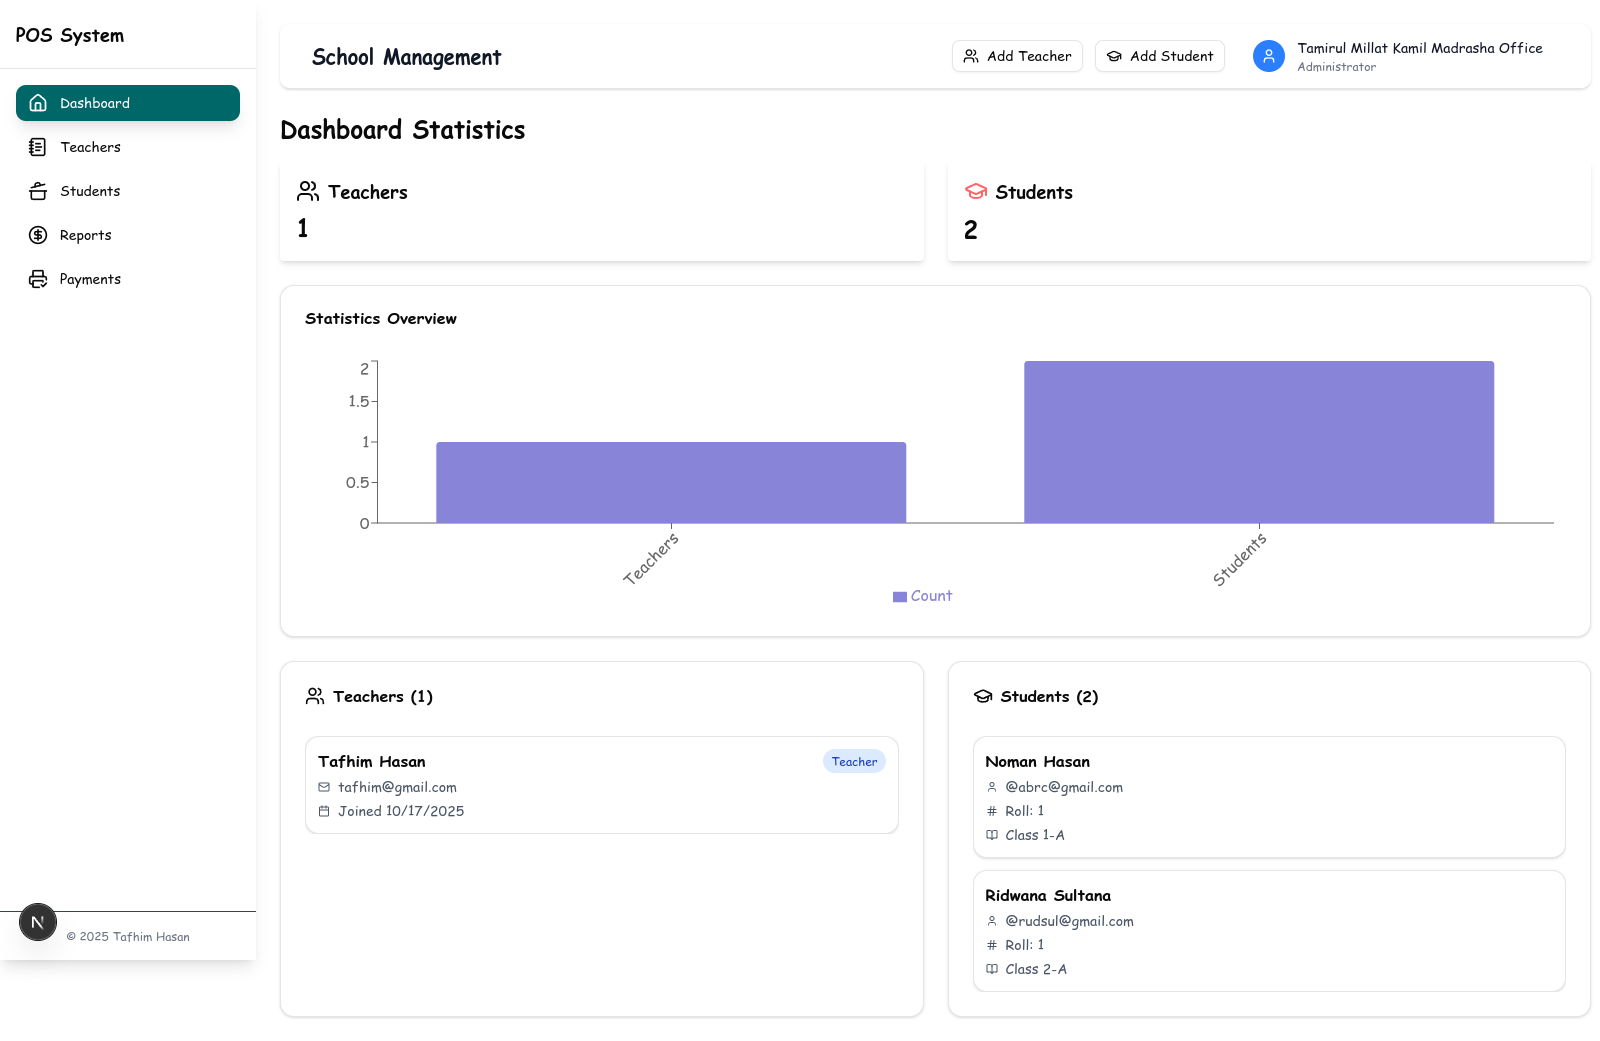 POS System
Dashboard
Teachers
Students
Reports
Payments
© 2025 Tafhim Hasan
N
School Management
Add Teacher
Add Student
Tamirul Millat Kamil Madrasha Office
Administrator
Dashboard Statistics
Teachers
1
Students
2
Statistics Overview
2
1.5
1
0.5
0
Teachers
Students
Count
Teachers (1)
Tafhim Hasan
Teacher
tafhim@gmail.com
Joined 10/17/2025
Students (2)
Noman Hasan
@abrc@gmail.com
Roll: 1
Class 1-A
Ridwana Sultana
@rudsul@gmail.com
Roll: 1
Class 2-A